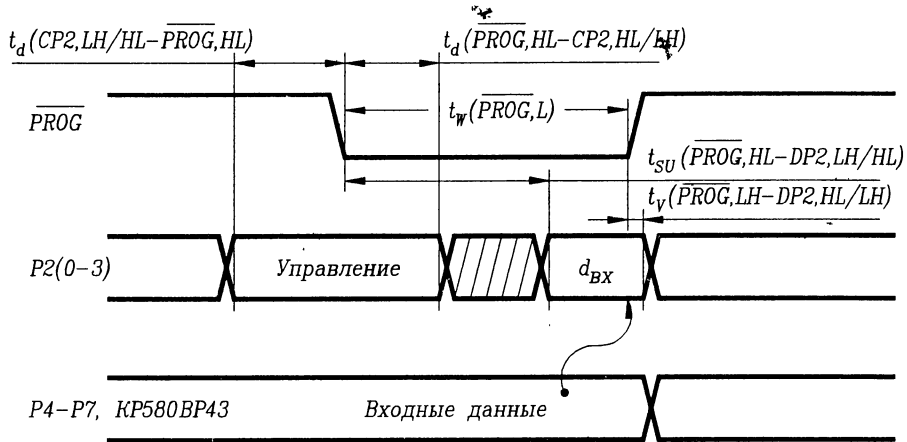 t_d(CP2,LH/HL-PROG,HL) t_d(PROG,HL-CP2,HL/LH)
PROG
t_W(PROG,L)
t_SU(PROG,HL-DP2,LH/HL)
t_V(PROG,LH-DP2,HL/LH)
P2(0-3) Управление d_вх
P4-P7, КР580ВР43 Входные данные